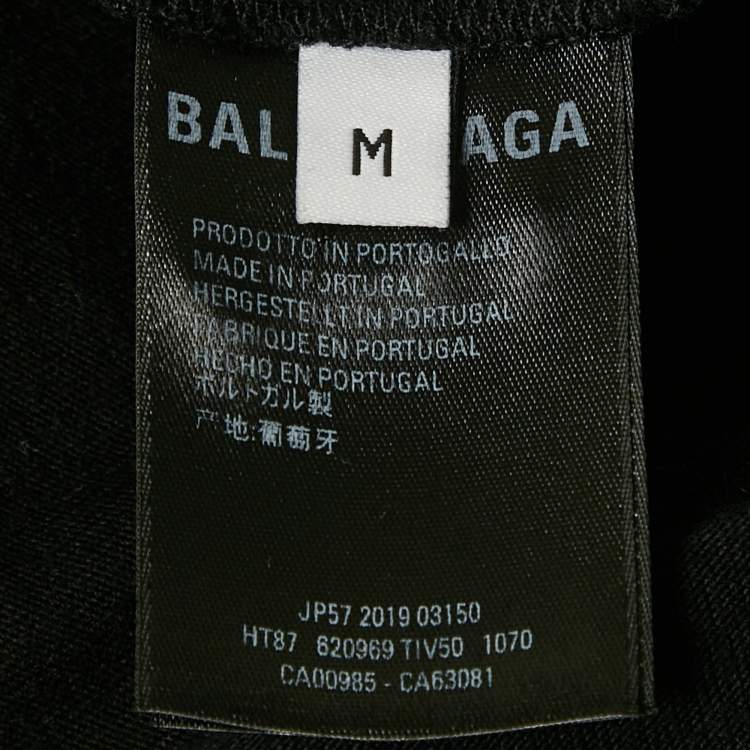 BAL AGA
M
PRODOTTO IN PORTOGALLO
MADE IN PORTUGAL
HERGESTELLT IN PORTUGAL
FABRIQUE EN PORTUGAL
HECHO EN PORTUGAL
ポルトガル製
产地:葡萄牙
JP57 2019 03150
HT87 620969 TIV50 1070
CA00985 - CA63081